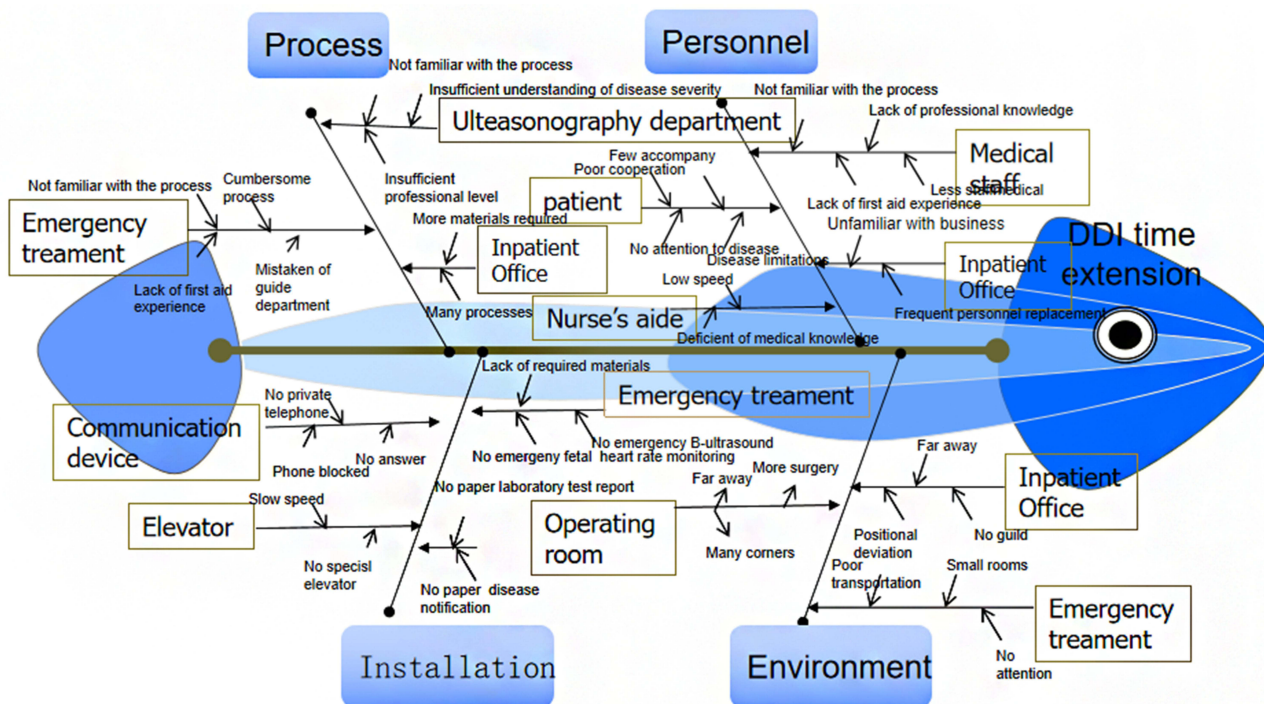 Process
Personnel
Not familiar with the process
Insufficient understanding of disease severity
Not familiar with the process
Lack of professional knowledge
Ulteasonography department
Medical
staff
Few accompany
Poor cooperation
Insufficient
professional level
Less staffmedical
Lack of first aid experience
Not familiar with the process
Cumbersome
process
patient
Emergency
treament
More materials required
Unfamiliar with business
DDI time
extension
Inpatient
Office
No attention to disease
Disease limitations
Inpatient
Office
Mistaken of
guide
department
Lack of first aid
experience
Low speed
Many processes
Nurse's aide
Frequent personnel replacement
Deficient of medical knowledge
Lack of required materials
No private
telephone
Emergency treament
Communication
device
No emergency B-ultrasound
No emergeny fetal heart rate monitoring
No answer
Phone blocked
Far away
More surgery
Far away
Inpatient
Office
No paper laboratory test report
Slow speed
Elevator
Operating
room
Many corners
Positional
deviation
No guild
No specisl
elevator
Poor
transportation
Small rooms
No paper disease
notification
Emergency
treament
No
attention
Installation
Environment